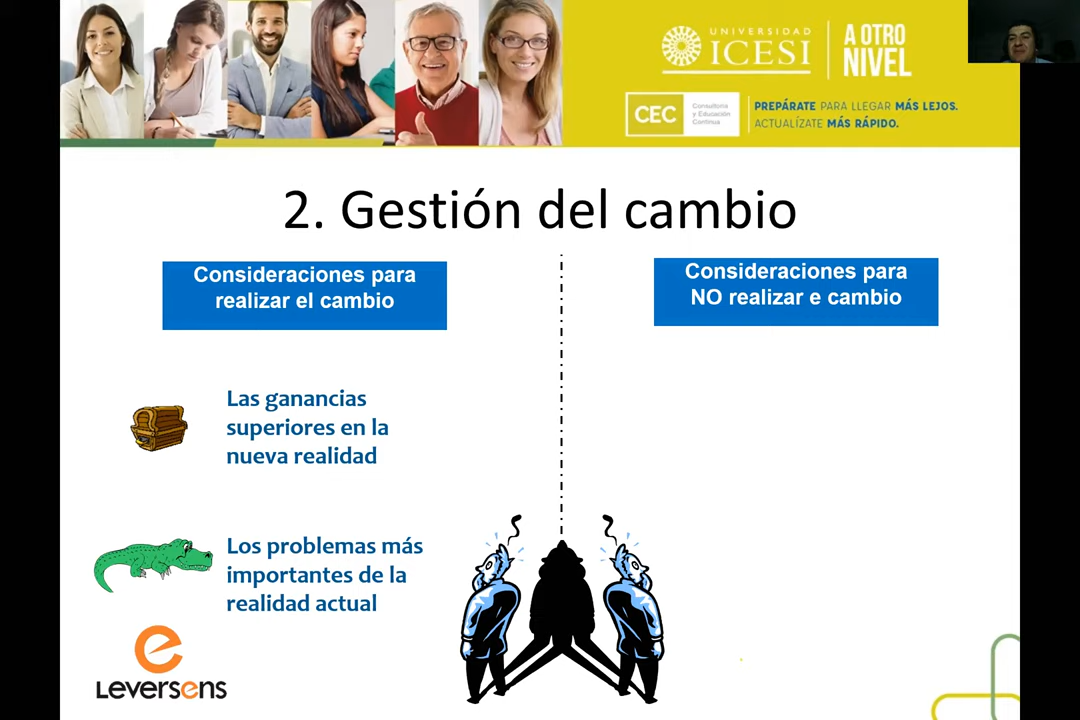 UNIVERSIDAD
ICESI
A OTRO
NIVEL
CEC
Consultoría
y Educación
Continua
PREPÁRATE PARA LLEGAR MÁS LEJOS.
ACTUALÍZATE MÁS RÁPIDO.
2. Gestión del cambio
Consideraciones para
realizar el cambio
Consideraciones para
NO realizar e cambio
Las ganancias
superiores en la
nueva realidad
Los problemas más
importantes de la
realidad actual
e
LeverseNs